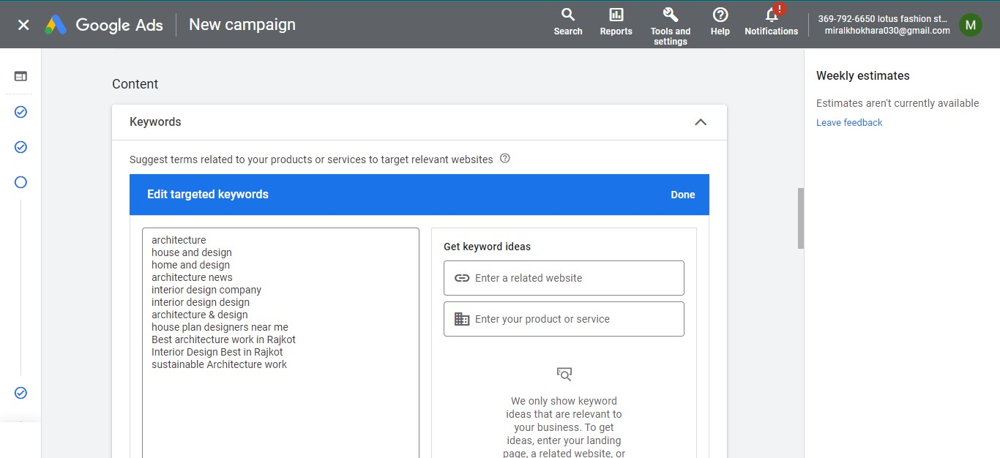 Google Ads
New campaign
Search
Reports
Tools and
settings
Help
!
Notifications
369-792-6650 lotus fashion st...
miralkhokhara030@gmail.com
M
Content
Keywords
Suggest terms related to your products or services to target relevant websites
Edit targeted keywords
Done
architecture
house and design
home and design
architecture news
interior design company
interior design design
architecture & design
house plan designers near me
Best architecture work in Rajkot
Interior Design Best in Rajkot
sustainable Architecture work
Get keyword ideas
Enter a related website
Enter your product or service
We only show keyword
ideas that are relevant to
your business. To get
ideas, enter your landing
page, a related website, or
Weekly estimates
Estimates aren't currently available
Leave feedback